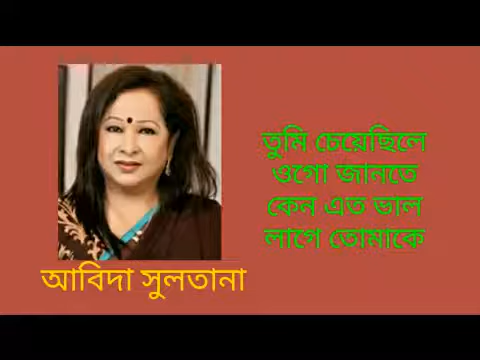 তুমি চেয়েছিলে
ওগো জানতে
কেন এত ভাল
লাগে তোমাকে
আবিদা সুলতানা